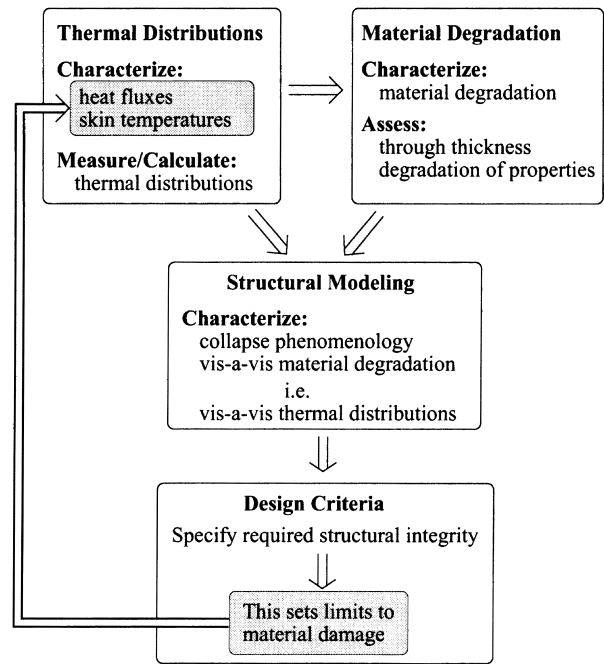 Thermal Distributions
Characterize:
heat fluxes
skin temperatures
Measure/Calculate:
thermal distributions
Material Degradation
Characterize:
material degradation
Assess:
through thickness
degradation of properties
Structural Modeling
Characterize:
collapse phenomenology
vis-a-vis material degradation
i.e.
vis-a-vis thermal distributions
Design Criteria
Specify required structural integrity
This sets limits to
material damage